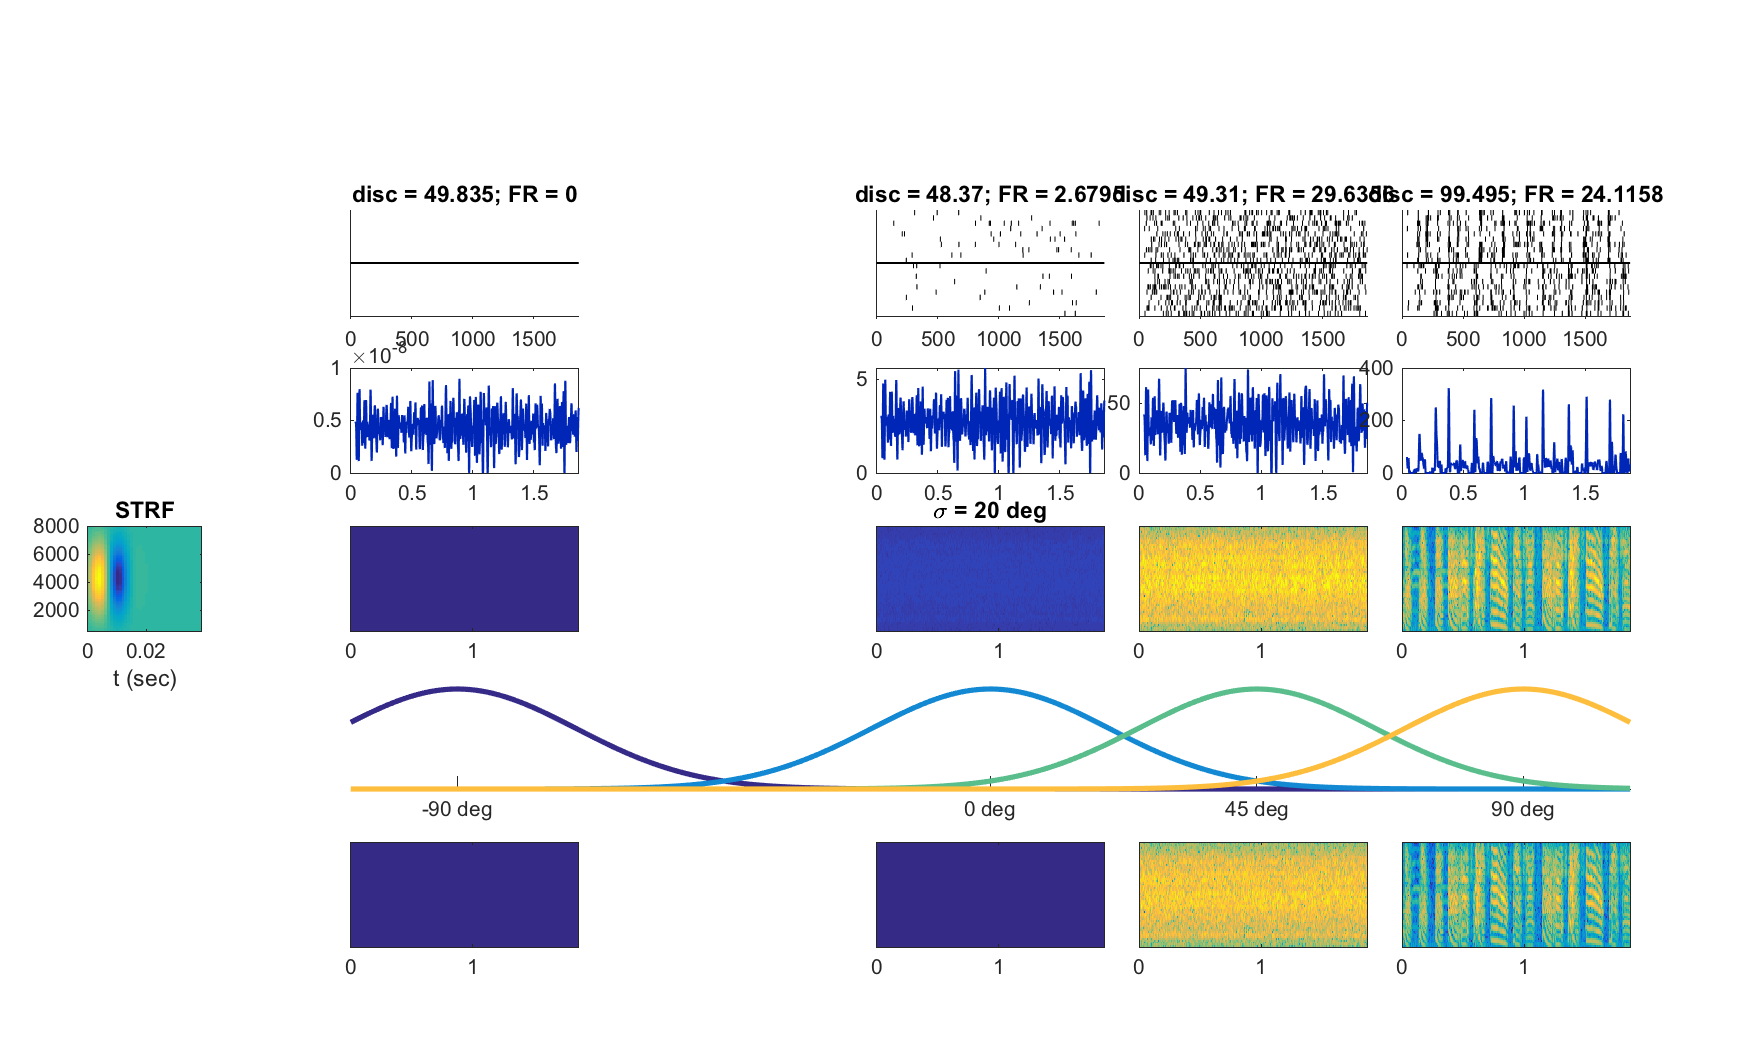 disc = 49.835; FR = 0
disc = 48.37; FR = 2.6795
disc = 49.31; FR = 29.6356
disc = 99.495; FR = 24.1158
0 500 1000 1500
0 500 1000 1500
0 500 1000 1500
0 500 1000 1500
×10-8
1
0.5
0
0 0.5 1 1.5
5
0
0 0.5 1 1.5
50
0
0 0.5 1 1.5
400
200
0
0 0.5 1 1.5
STRF
8000
6000
4000
2000
0 0.02
t (sec)
σ = 20 deg
0 1
0 1
0 1
0 1
-90 deg 0 deg 45 deg 90 deg
0 1
0 1
0 1
0 1